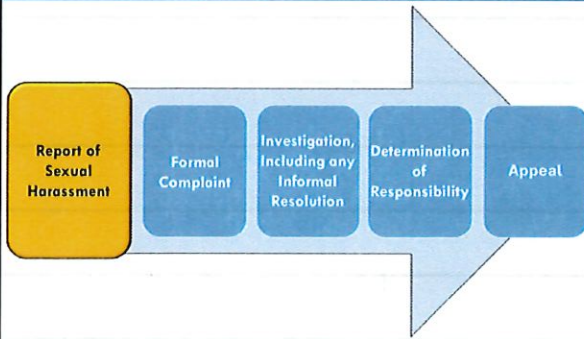 Report of
Sexual
Harassment
Formal
Complaint
Investigation,
Including any
Informal
Resolution
Determination
of
Responsibility
Appeal